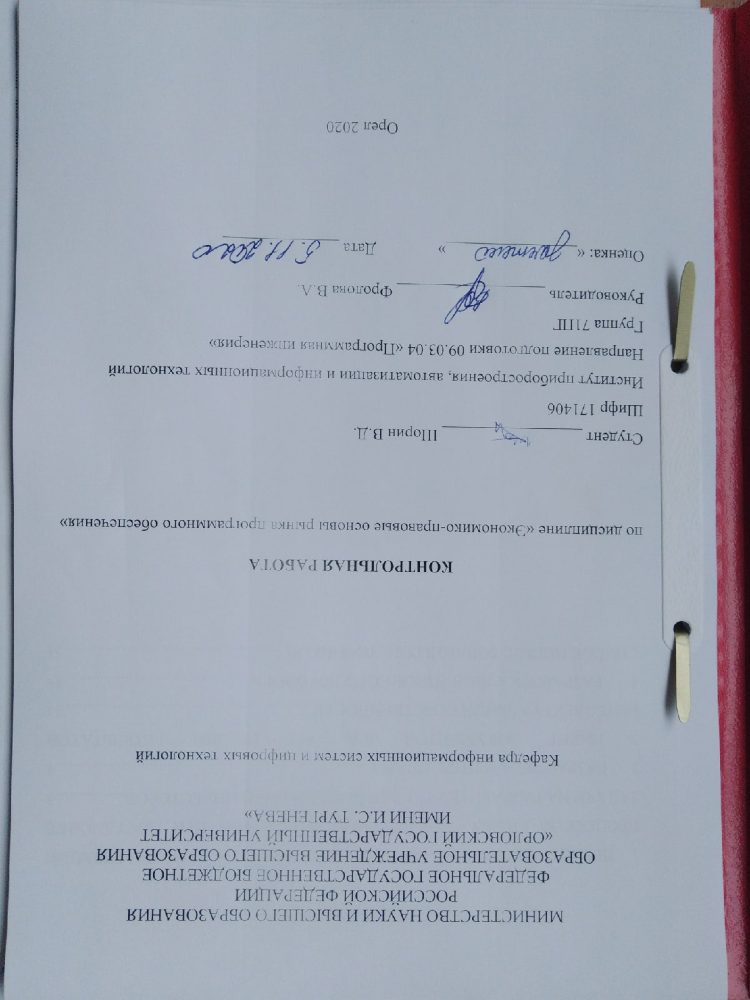 МИНИСТЕРСТВО НАУКИ И ВЫСШЕГО ОБРАЗОВАНИЯ
РОССИЙСКОЙ ФЕДЕРАЦИИ
ФЕДЕРАЛЬНОЕ ГОСУДАРСТВЕННОЕ БЮДЖЕТНОЕ
ОБРАЗОВАТЕЛЬНОЕ УЧРЕЖДЕНИЕ ВЫСШЕГО ОБРАЗОВАНИЯ
«ОРЛОВСКИЙ ГОСУДАРСТВЕННЫЙ УНИВЕРСИТЕТ
ИМЕНИ И.С. ТУРГЕНЕВА»
Кафедра информационных систем и цифровых технологий
КОНТРОЛЬНАЯ РАБОТА
по дисциплине «Экономико-правовые основы рынка программного обеспечения»
Студент Шорин В.Д.
Шифр 171406
Институт приборостроения, автоматизации и информационных технологий
Направление подготовки 09.03.04 «Программная инженерия»
Группа 71ПГ
Руководитель Фролова В.А.
Оценка: « зачтено » Дата 5.11.2020
Орел 2020